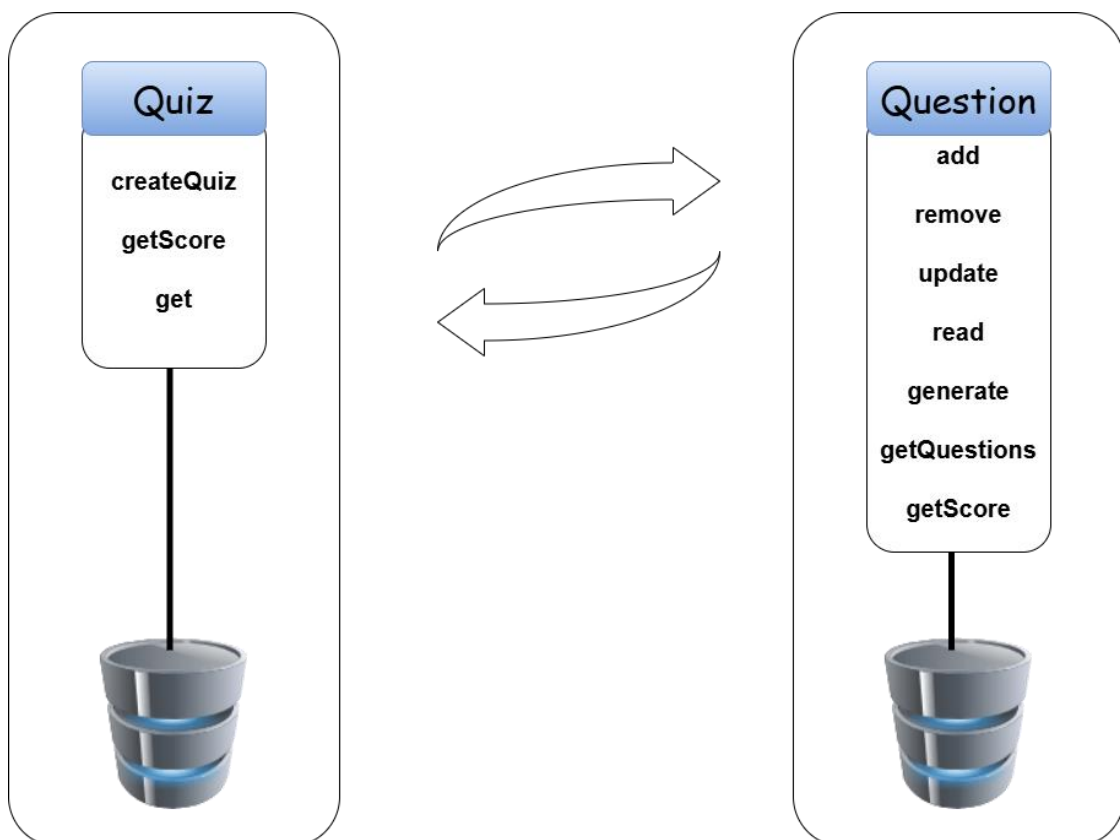 Quiz
createQuiz
getScore
get
Question
add
remove
update
read
generate
getQuestions
getScore